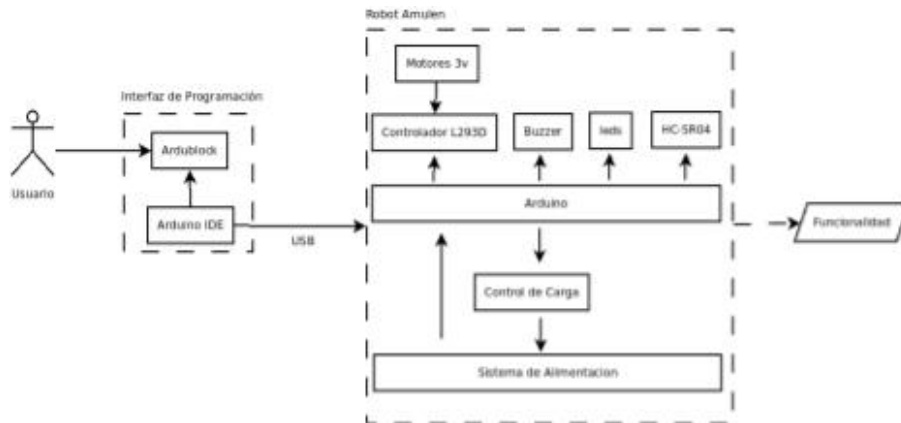 Robot Amulen
Motores 3v
Interfaz de Programación
Controlador L293D
Buzzer
leds
HC-SR04
Ardublock
Usuario
Arduino IDE
USB
Arduino
Funcionalidad
Control de Carga
Sistema de Alimentacion